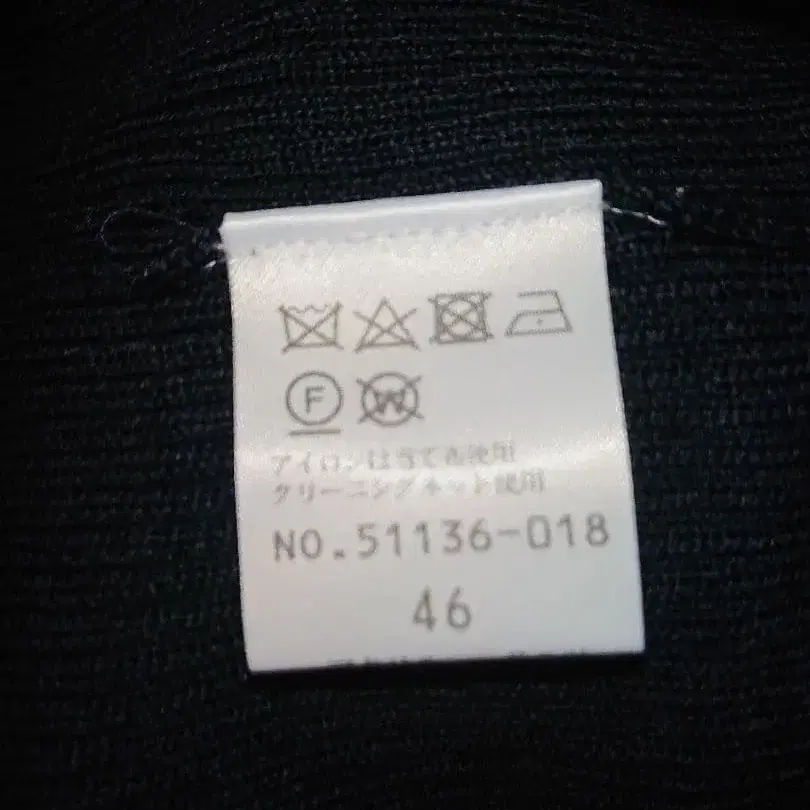 F W
アイロンは当て布使用
クリーニングネット使用
NO.51136-018
46